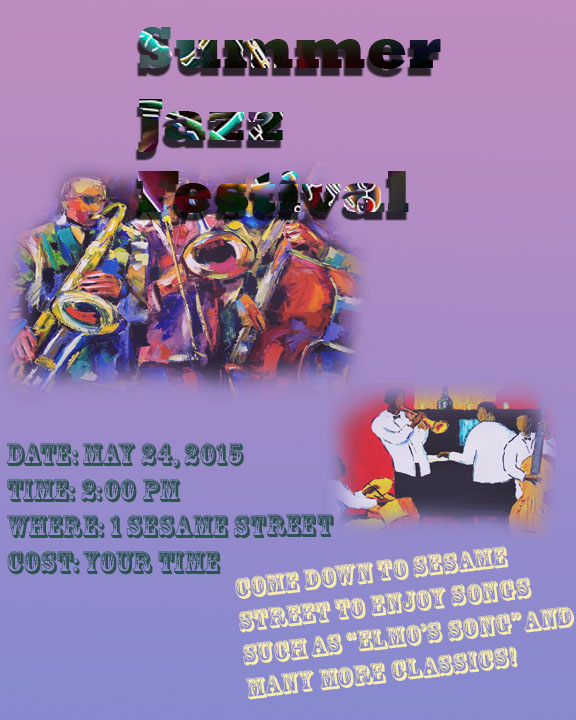 Summer
Jazz
Festival
DATE: MAY 24, 2015
TIME: 2:00 PM
WHERE: 1 SESAME STREET
COST: YOUR TIME
COME DOWN TO SESAME
STREET TO ENJOY SONGS
SUCH AS “ELMO’S SONG” AND
MANY MORE CLASSICS!